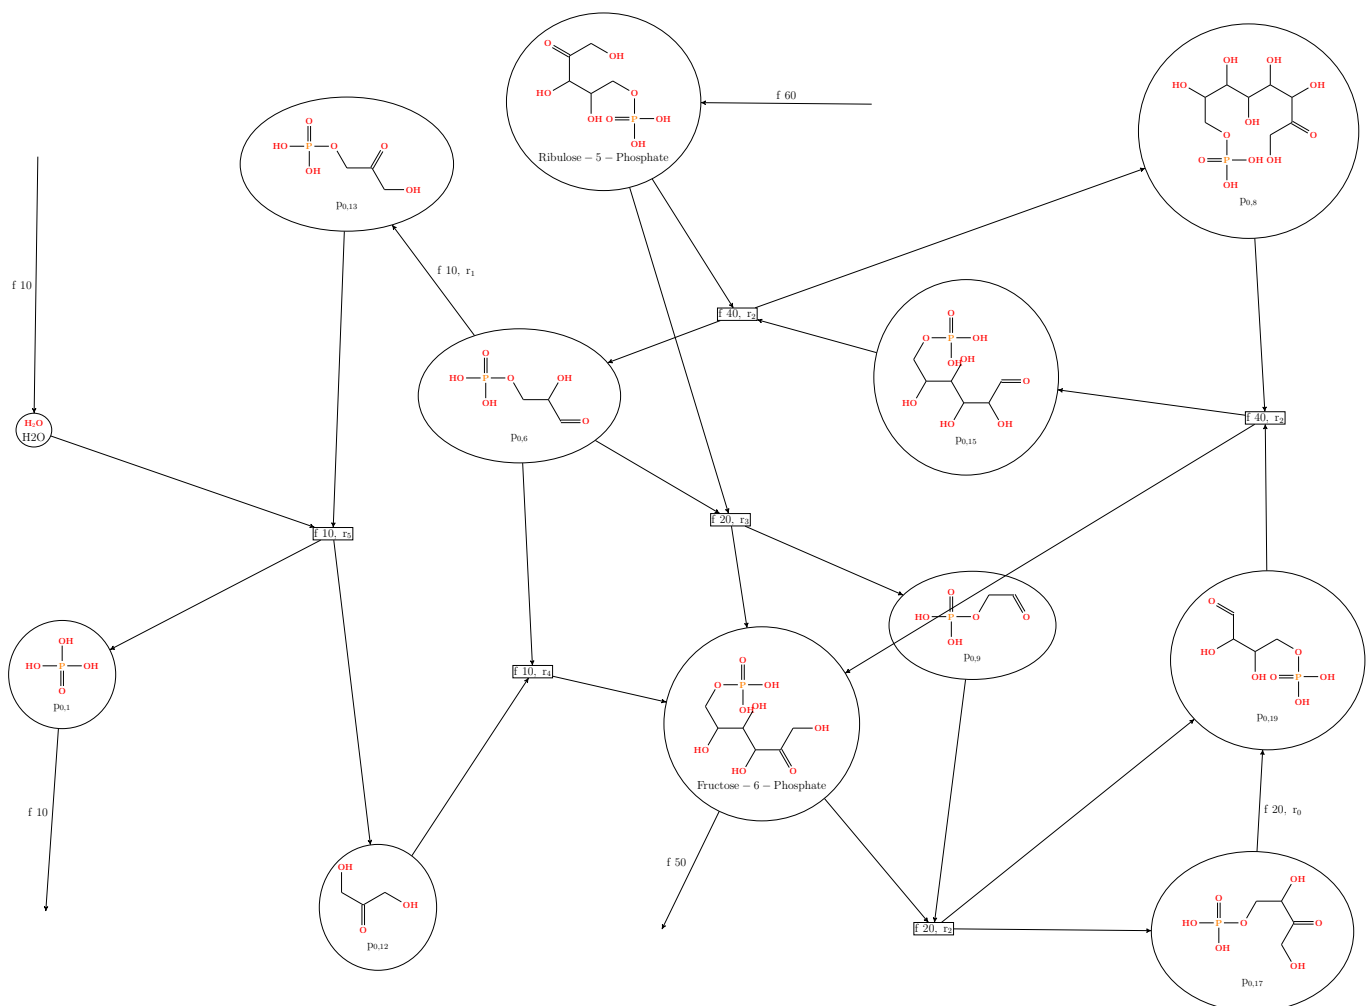 O
OH
HO
O
OH
O
P
OH
OH
Ribulose − 5 − Phosphate
f 60
OH
OH
HO
OH
OH
OH
O
O
O
P
OH
OH
OH
p0,8
O
HO
P
O
O
OH
OH
p0,13
f 10, r1
f 10
f 40, r2
O
O
P
OH
OH
OH
O
OH
HO
OH
p0,15
O
HO
P
O
OH
OH
O
p0,6
H2O
H2O
f 40, r2
f 10, r5
f 20, r3
O
HO
P
O
O
OH
p0,9
O
HO
O
OH
O
P
OH
OH
p0,19
OH
HO
P
OH
O
p0,1
f 10, r4
O
O
P
OH
OH
OH
OH
OH
HO
O
Fructose − 6 − Phosphate
f 10
f 20, r0
f 50
OH
OH
O
p0,12
f 20, r2
OH
O
HO
P
O
O
OH
OH
p0,17